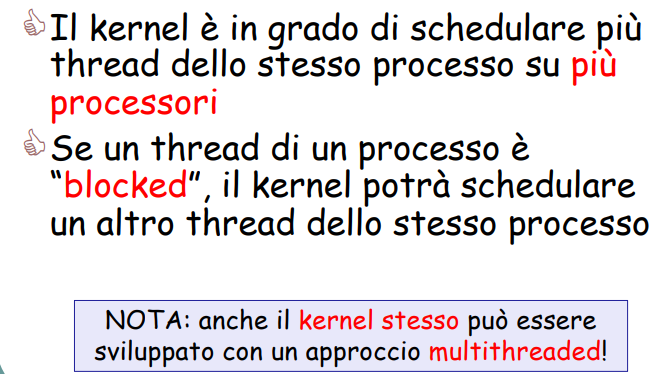 Il kernel è in grado di schedulare più
thread dello stesso processo su più
processori
Se un thread di un processo è
“blocked”, il kernel potrà schedulare
un altro thread dello stesso processo
NOTA: anche il kernel stesso può essere
sviluppato con un approccio multithreaded!